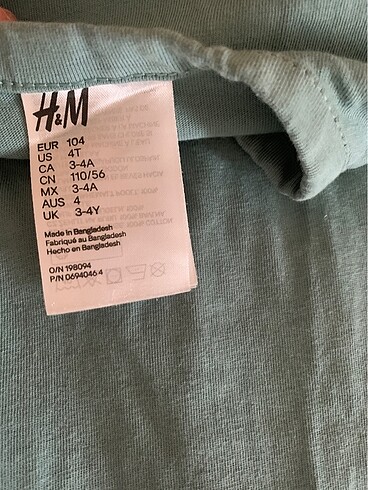 H&M
EUR 104
US 4T
CA 3-4A
CN 110/56
MX 3-4A
AUS 4
UK 3-4Y
Made in Bangladesh
Fabriqué au Bangladesh
Hecho en Bangladesh
O/N 198094
P/N 0694046 4